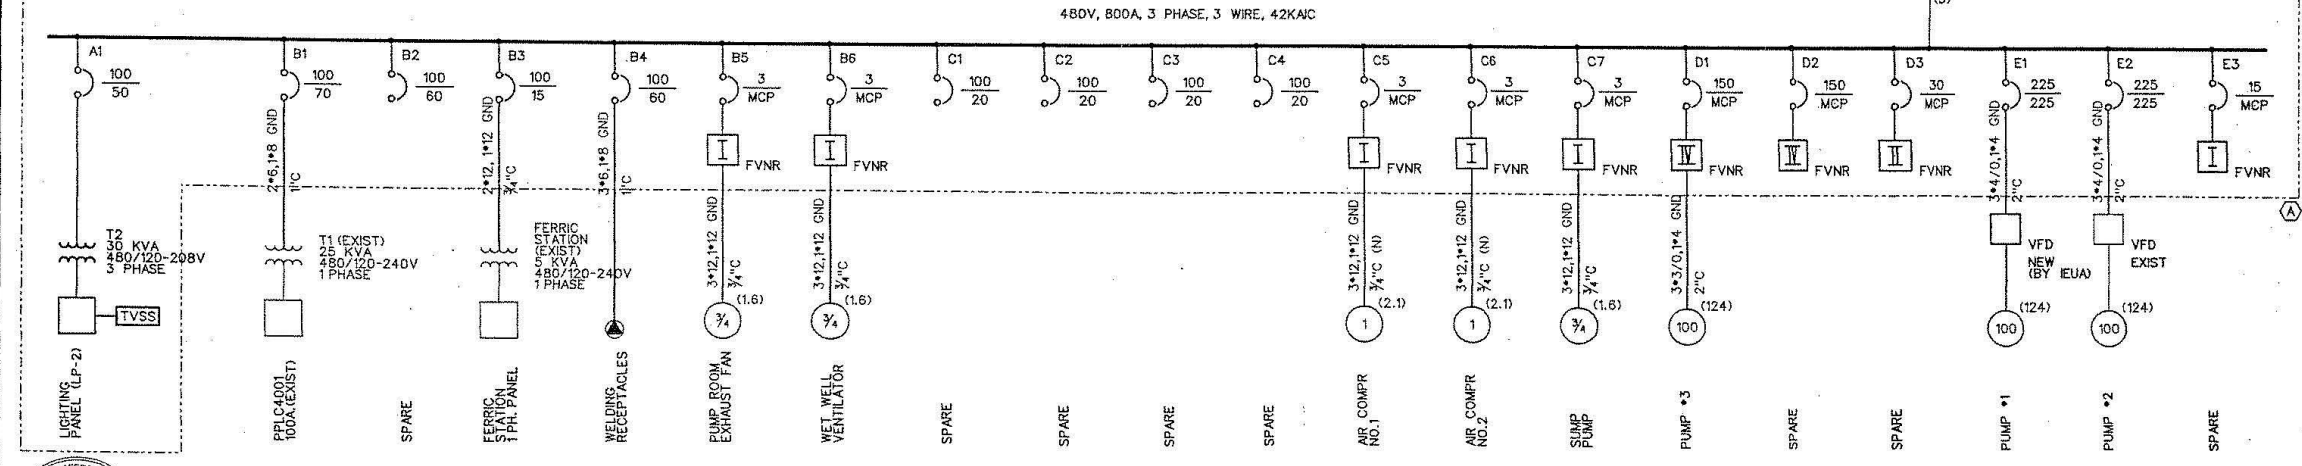 480V, 800A, 3 PHASE, 3 WIRE, 42KAIC
A1
100
50
T2
30 KVA
480/120-208V
3 PHASE
TVSS
LIGHTING
PANEL (LP-2)
B1
100
70
2#6,1#8 GND
1"C
T1 (EXIST)
25 KVA
480/120-240V
1 PHASE
PPLC4001
100A.(EXIST)
B2
100
60
SPARE
B3
100
15
2#12, 1#12 GND
3/4"C
FERRIC
STATION
(EXIST)
5 KVA
480/120-240V
1 PHASE
FERRIC
STATION
1 PH. PANEL
B4
100
60
3#6,1#8 GND
1"C
WELDING
RECEPTACLES
B5
3
MCP
I
FVNR
3#12,1#12 GND
3/4"C
(1.6)
3/4
PUMP ROOM
EXHAUST FAN
B6
3
MCP
I
FVNR
3#12,1#12 GND
3/4"C
(1.6)
3/4
WET WELL
VENTILATOR
C1
100
20
SPARE
C2
100
20
SPARE
C3
100
20
SPARE
C4
100
20
SPARE
C5
3
MCP
I
FVNR
3#12,1#12 GND
3/4"C (N)
(2.1)
1
AIR COMPR
NO.1
C6
3
MCP
I
FVNR
3#12,1#12 GND
3/4"C (N)
(2.1)
1
AIR COMPR
NO.2
C7
3
MCP
I
FVNR
3#12,1#12 GND
3/4"C
(1.6)
3/4
SUMP
PUMP
D1
150
MCP
IV
FVNR
3#3/0,1#4 GND
2"C
(124)
100
PUMP #3
D2
150
MCP
IV
FVNR
SPARE
D3
30
MCP
II
FVNR
SPARE
E1
225
225
3#4/0,1#4 GND
2"C
VFD
NEW
(BY IEUA)
(124)
100
PUMP #1
E2
225
225
3#4/0,1#4 GND
2"C
VFD
EXIST
(124)
100
PUMP #2
E3
15
MCP
I
FVNR
SPARE
A